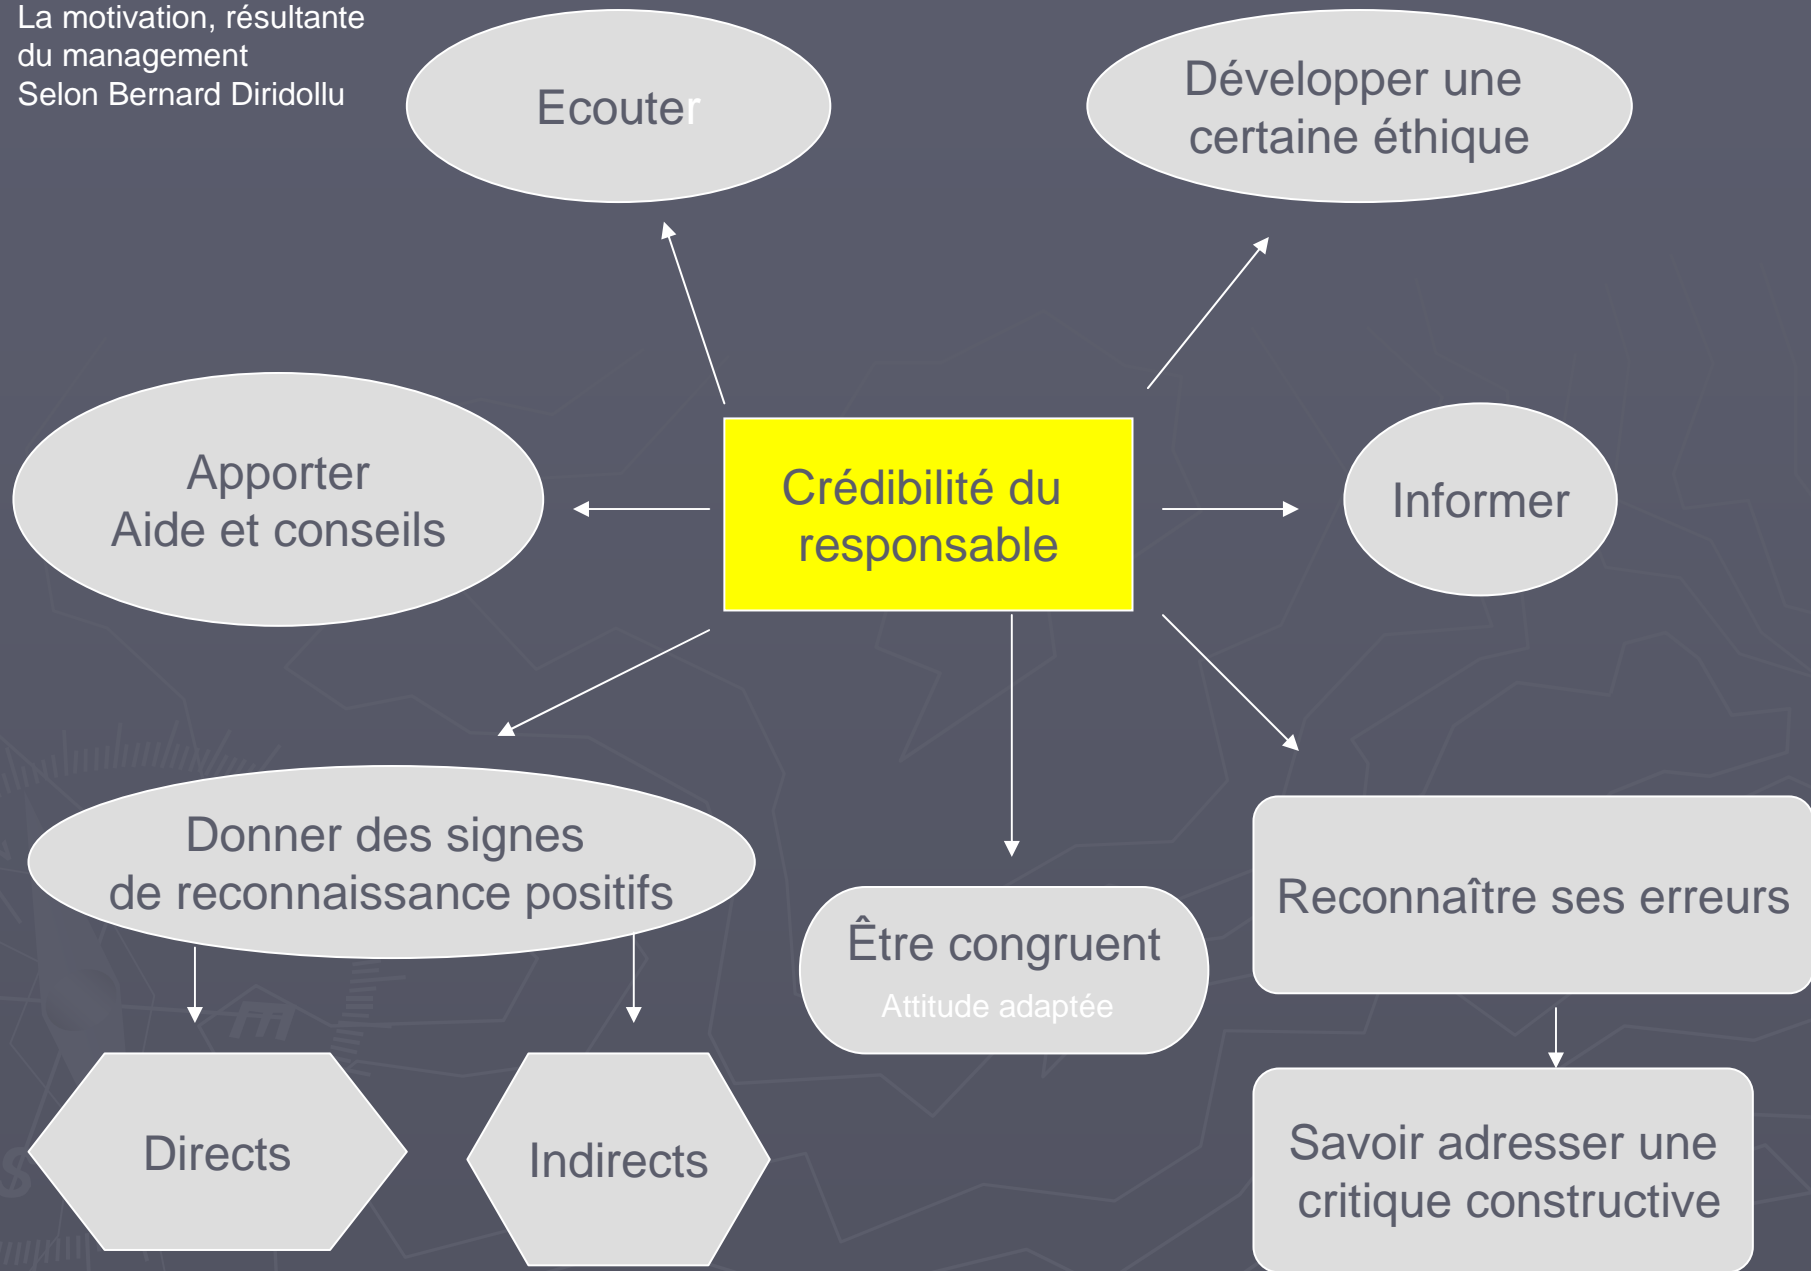 La motivation, résultante
du management
Selon Bernard Diridollu
Ecouter
Développer une
certaine éthique
Apporter
Aide et conseils
Crédibilité du
responsable
Informer
Donner des signes
de reconnaissance positifs
Être congruent
Attitude adaptée
Reconnaître ses erreurs
Directs
Indirects
Savoir adresser une
critique constructive